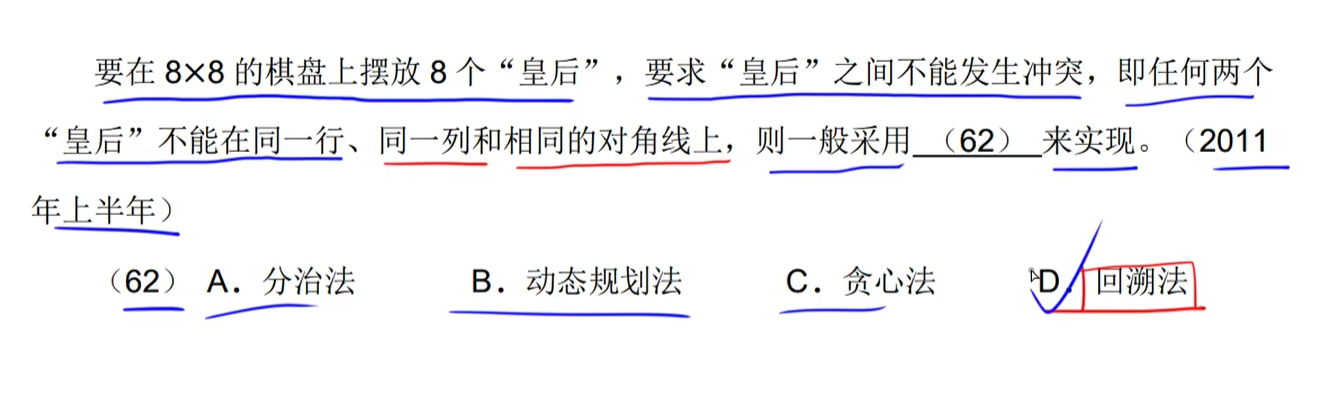 要在 8×8 的棋盘上摆放 8 个“皇后”，要求“皇后”之间不能发生冲突，即任何两个
“皇后”不能在同一行、同一列和相同的对角线上，则一般采用 （62） 来实现。（2011
年上半年）
（62） A．分治法 B．动态规划法 C．贪心法 D．回溯法